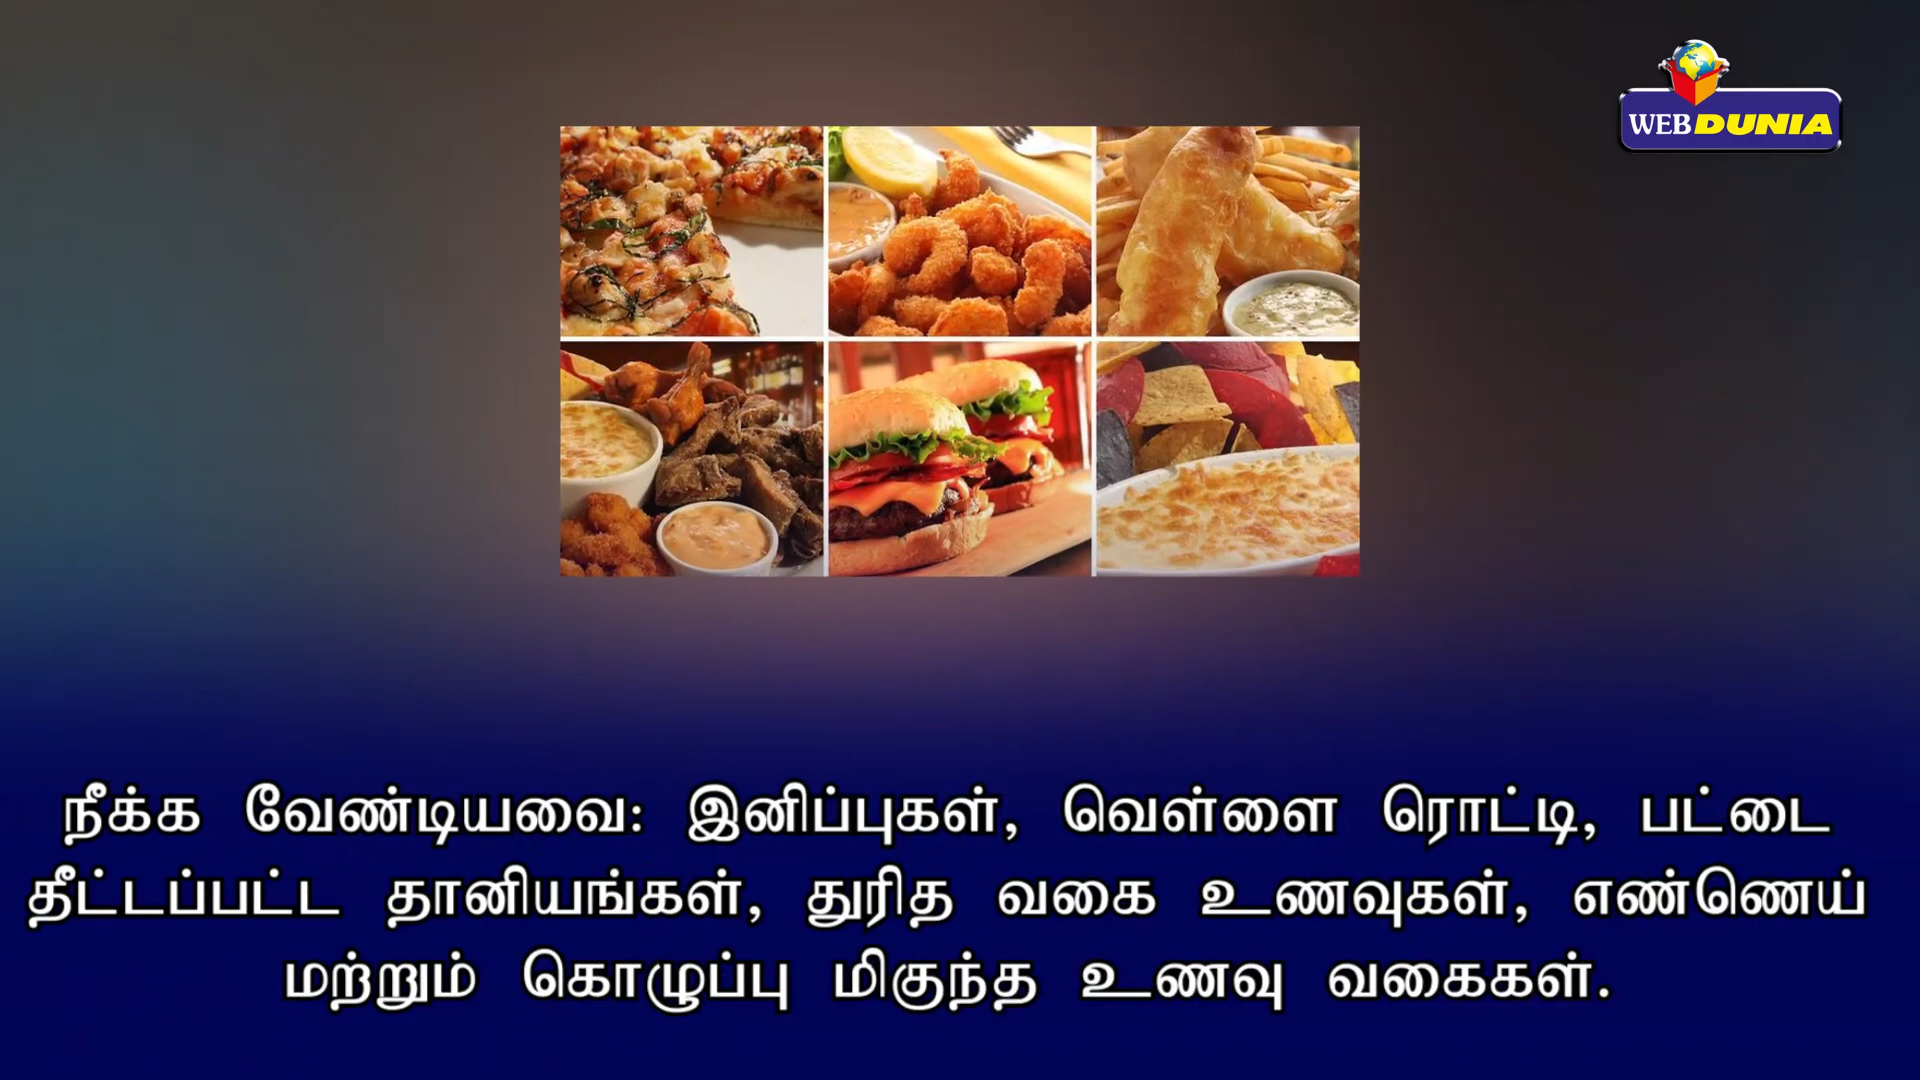 WEBDUNIA
நீக்க வேண்டியவை: இனிப்புகள், வெள்ளை ரொட்டி, பட்டை
தீட்டப்பட்ட தானியங்கள், துரித வகை உணவுகள், எண்ணெய்
மற்றும் கொழுப்பு மிகுந்த உணவு வகைகள்.